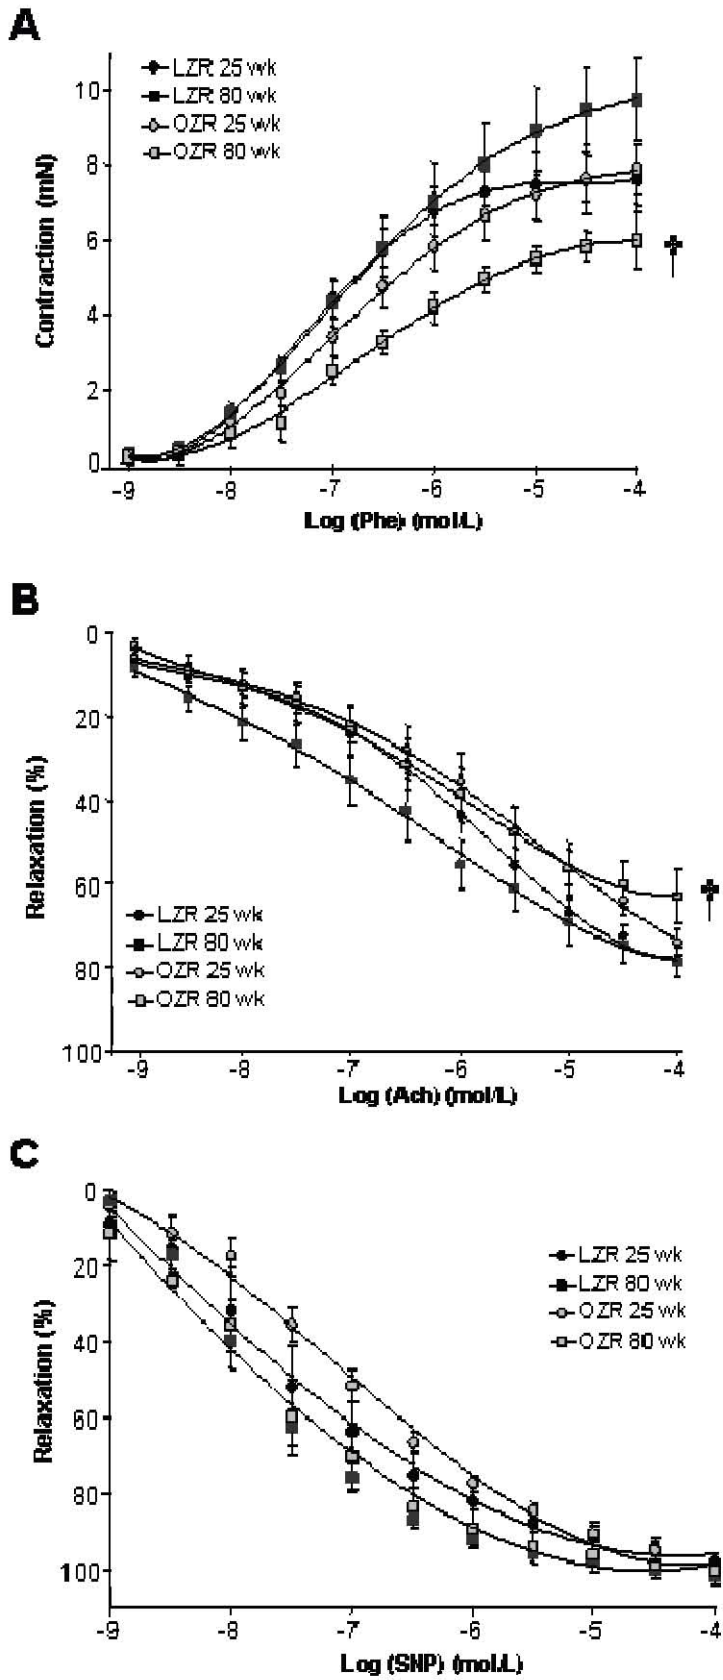 A
LZR 25 wk
LZR 80 wk
OZR 25 wk
OZR 80 wk
Contraction (mN)
10
8
6
4
2
0
†
-9 -8 -7 -6 -5 -4
Log (Phe) (mol/L)
B
0
20
40
60
80
100
Relaxation (%)
†
LZR 25 wk
LZR 80 wk
OZR 25 wk
OZR 80 wk
-9 -8 -7 -6 -5 -4
Log (Ach) (mol/L)
C
0
20
40
60
80
100
Relaxation (%)
LZR 25 wk
LZR 80 wk
OZR 25 wk
OZR 80 wk
-9 -8 -7 -6 -5 -4
Log (SNP) (mol/L)